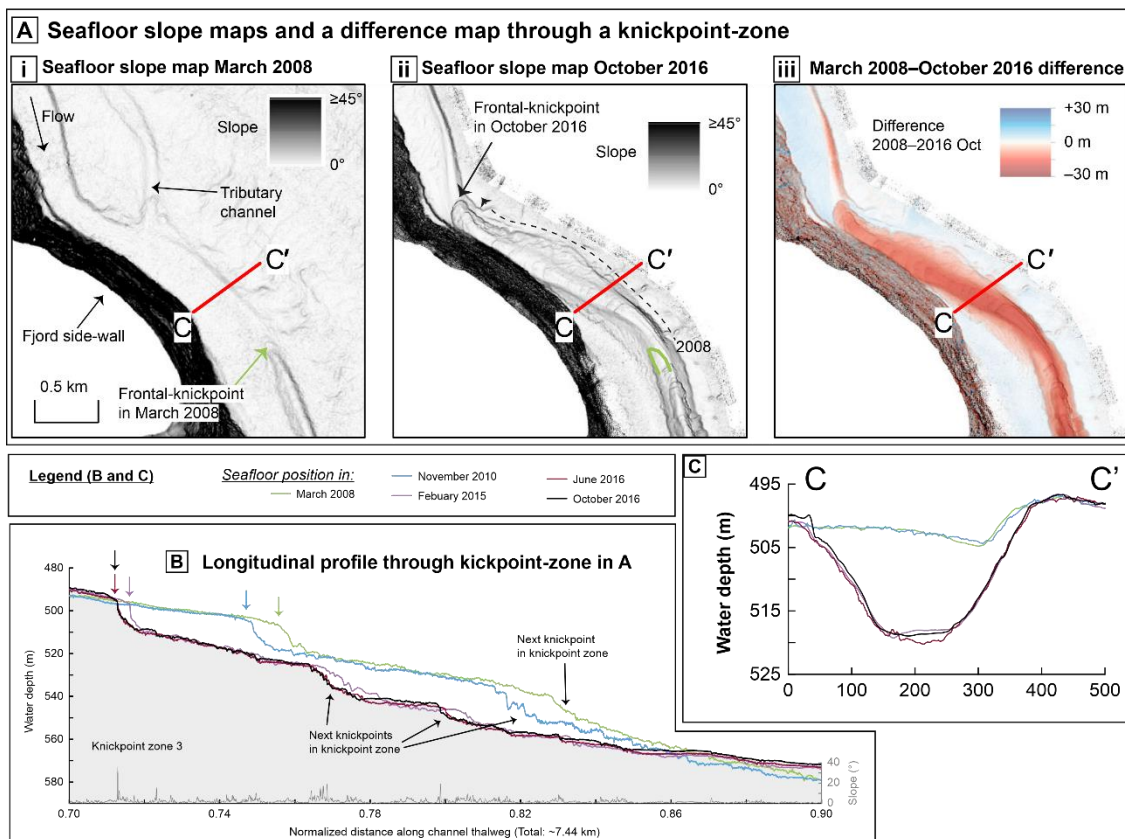 A Seafloor slope maps and a difference map through a knickpoint-zone
i Seafloor slope map March 2008
Flow
Slope
≥45°
0°
Tributary
channel
C'
C
Fjord side-wall
0.5 km
Frontal-knickpoint
in March 2008
ii Seafloor slope map October 2016
Frontal-knickpoint
in October 2016
Slope
≥45°
0°
C'
C
2008
iii March 2008–October 2016 difference
Difference
2008–2016 Oct
+30 m
0 m
–30 m
C'
C
Legend (B and C)
Seafloor position in:
March 2008
November 2010
Febuary 2015
June 2016
October 2016
B Longitudinal profile through kickpoint-zone in A
480
500
520
540
560
580
Water depth (m)
Next knickpoint
in knickpoint zone
Next knickpoints
in knickpoint zone
Knickpoint zone 3
40
20
0
Slope (°)
0.70
0.74
0.78
0.82
0.86
0.90
Normalized distance along channel thalweg (Total: ~7.44 km)
C
C
C’
495
505
515
525
Water depth (m)
0
100
200
300
400
500